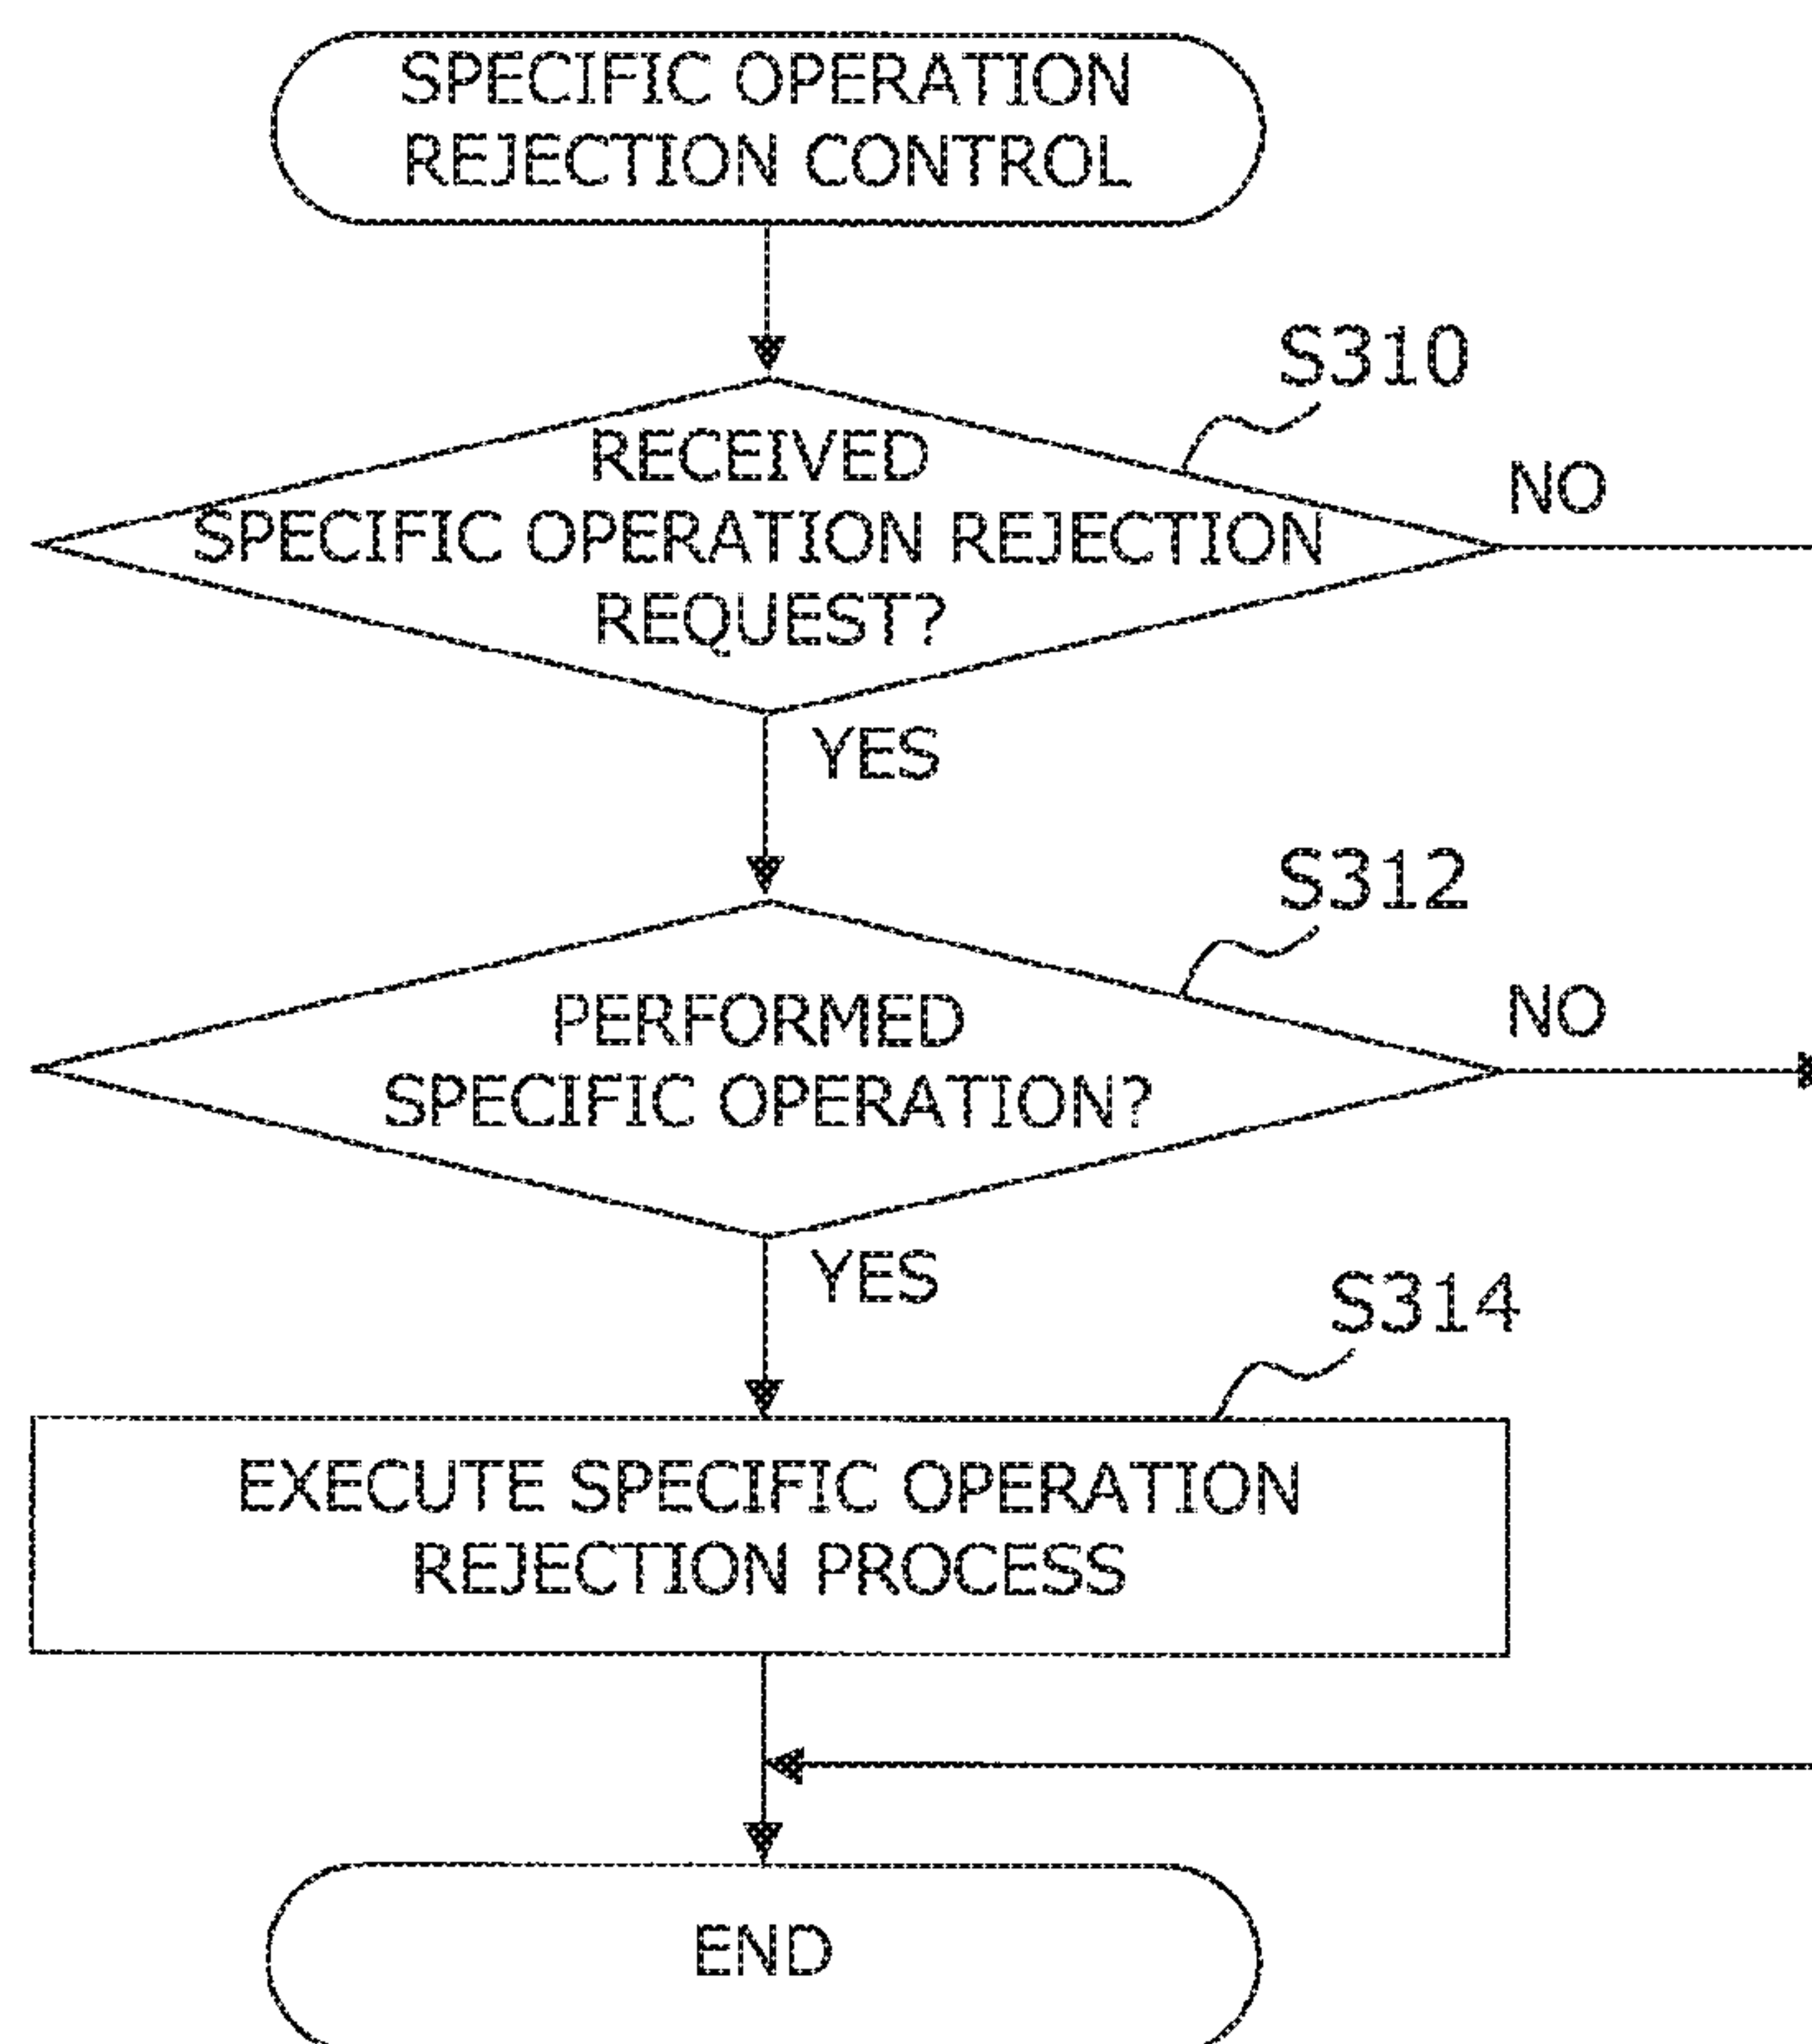 SPECIFIC OPERATION
REJECTION CONTROL
S310
RECEIVED
SPECIFIC OPERATION REJECTION
REQUEST?
NO
YES
S312
PERFORMED
SPECIFIC OPERATION?
NO
YES
S314
EXECUTE SPECIFIC OPERATION
REJECTION PROCESS
END